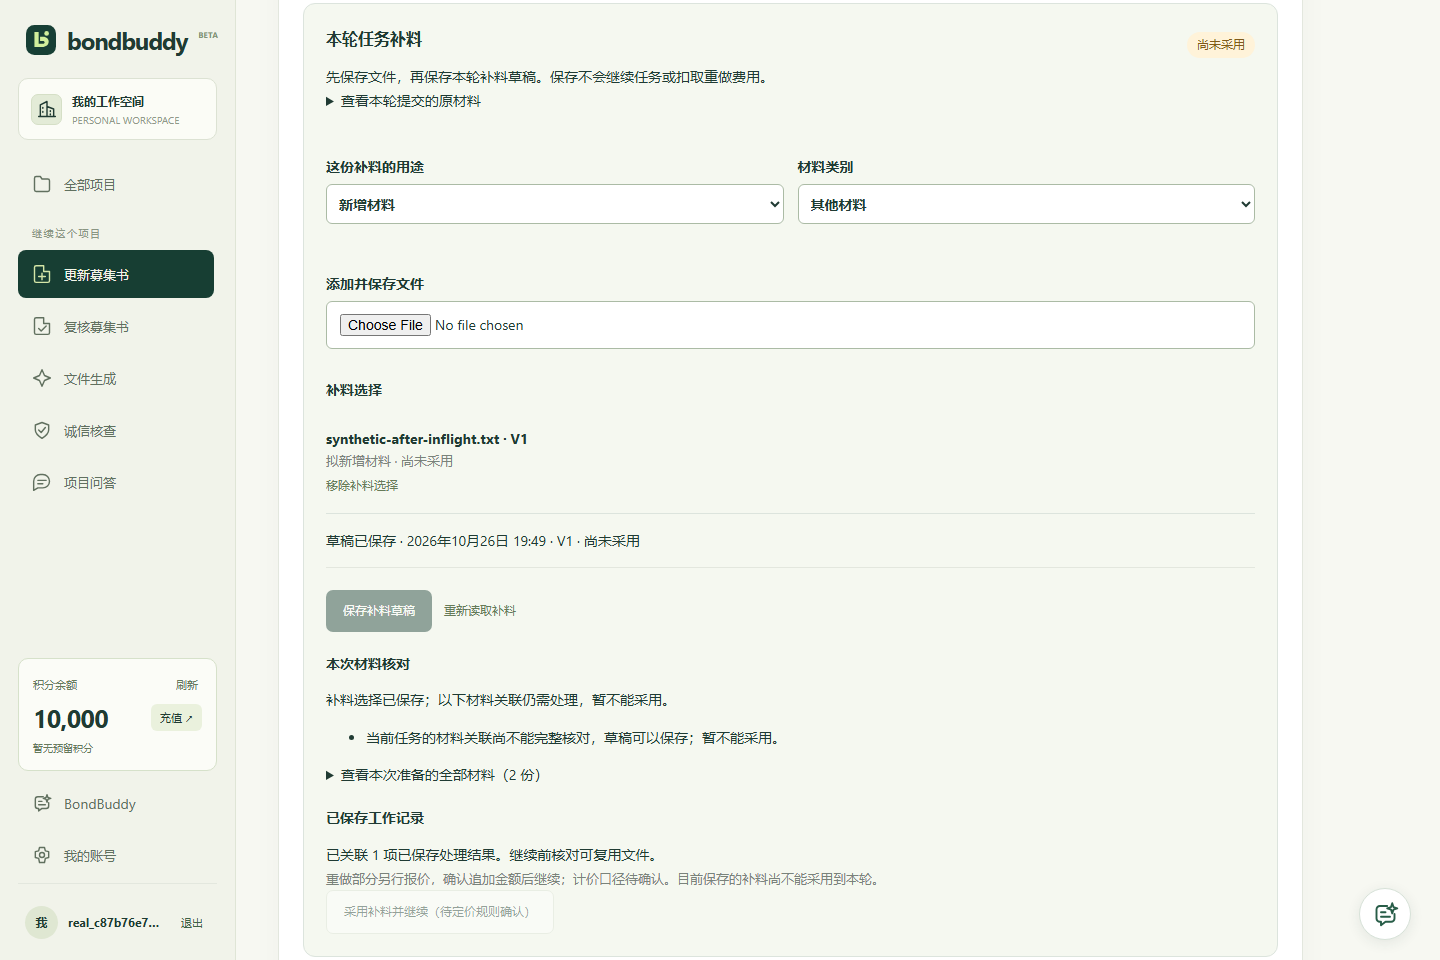 bondbuddy BETA
我的工作空间
PERSONAL WORKSPACE
全部项目
继续这个项目
更新募集书
复核募集书
文件生成
诚信核查
项目问答
积分余额 刷新
10,000 充值 ↗
暂无预留积分
BondBuddy
我的账号
我 real_c87b76e7... 退出
本轮任务补料
尚未采用
先保存文件，再保存本轮补料草稿。保存不会继续任务或扣取重做费用。
▶ 查看本轮提交的原材料
这份补料的用途 材料类别
新增材料 其他材料
添加并保存文件
Choose File No file chosen
补料选择
synthetic-after-inflight.txt · V1
拟新增材料 · 尚未采用
移除补料选择
草稿已保存 · 2026年10月26日 19:49 · V1 · 尚未采用
保存补料草稿 重新读取补料
本次材料核对
补料选择已保存；以下材料关联仍需处理，暂不能采用。
• 当前任务的材料关联尚不能完整核对，草稿可以保存；暂不能采用。
▶ 查看本次准备的全部材料（2 份）
已保存工作记录
已关联 1 项已保存处理结果。继续前核对可复用文件。
重做部分另行报价，确认追加金额后继续；计价口径待确认。目前保存的补料尚不能采用到本轮。
采用补料并继续（待定价规则确认）